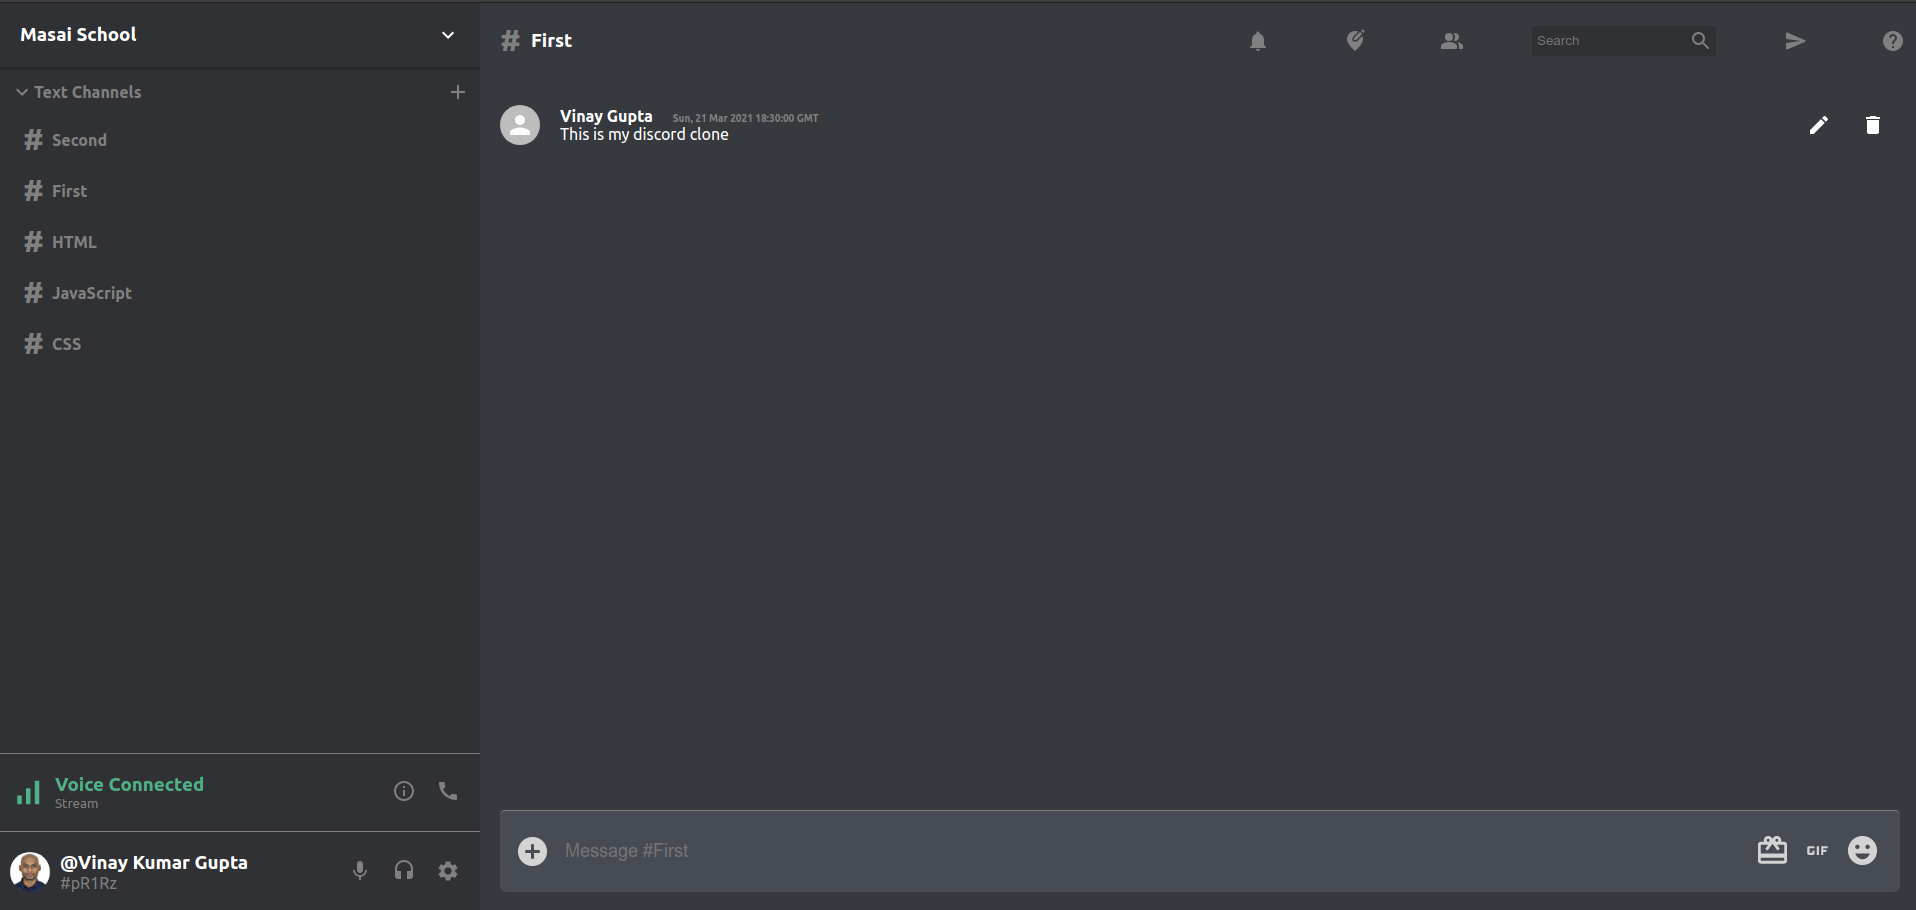 Masai School
Text Channels
Second
First
HTML
JavaScript
CSS
Voice Connected
Stream
@Vinay Kumar Gupta
#pR1Rz
# First
Search
Vinay Gupta Sun, 21 Mar 2021 18:30:00 GMT
This is my discord clone
Message #First
GIF